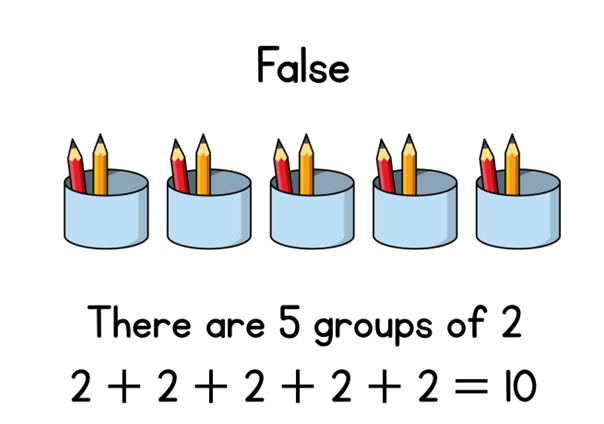 False
There are 5 groups of 2
2 + 2 + 2 + 2 + 2 = 10